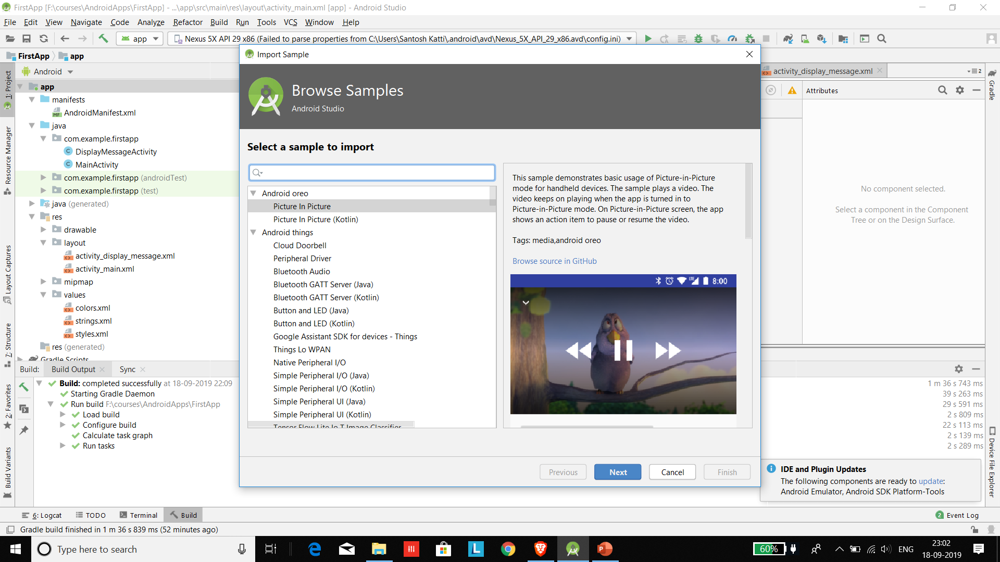 FirstApp [F:\courses\AndroidApps\FirstApp] - ...\app\src\main\res\layout\activity_main.xml [app] - Android Studio
File Edit View Navigate Code Analyze Refactor Build Run Tools VCS Window Help
app Nexus 5X API 29 x86 (Failed to parse properties from C:\Users\Santosh Katti\.android\avd\Nexus_5X_API_29_x86.avd\config.ini)
FirstApp app
Import Sample
Browse Samples
Android Studio
Select a sample to import
Android oreo
Picture In Picture
Picture In Picture (Kotlin)
Android things
Cloud Doorbell
Peripheral Driver
Bluetooth Audio
Bluetooth GATT Server (Java)
Bluetooth GATT Server (Kotlin)
Button and LED (Java)
Button and LED (Kotlin)
Google Assistant SDK for devices - Things
Things Lo WPAN
Native Peripheral I/O
Simple Peripheral I/O (Java)
Simple Peripheral I/O (Kotlin)
Simple Peripheral UI (Java)
Simple Peripheral UI (Kotlin)
Tensor Flow Lite Io T Image Classifier
This sample demonstrates basic usage of Picture-in-Picture
mode for handheld devices. The sample plays a video. The
video keeps on playing when the app is turned in to
Picture-in-Picture mode. On Picture-in-Picture screen, the app
shows an action item to pause or resume the video.
Tags: media,android oreo
Browse source in GitHub
LTE 8:00
Previous Next Cancel Finish
1: Project
Resource Manager
Layout Captures
7: Structure
2: Favorites
Build Variants
Android
app
manifests
AndroidManifest.xml
java
com.example.firstapp
DisplayMessageActivity
MainActivity
com.example.firstapp (androidTest)
com.example.firstapp (test)
java (generated)
res
drawable
layout
activity_display_message.xml
activity_main.xml
mipmap
values
colors.xml
strings.xml
styles.xml
res (generated)
Gradle Scripts
activity_display_message.xml
2
Gradle
Attributes
No component selected.
Select a component in the Component
Tree or on the Design Surface.
Device File Explorer
Build: Build Output Sync
Build: completed successfully at 18-09-2019 22:09 1 m 36 s 743 ms
Starting Gradle Daemon 39 s 263 ms
Run build F:\courses\AndroidApps\FirstApp 29 s 591 ms
Load build 2 s 809 ms
Configure build 22 s 113 ms
Calculate task graph 2 s 139 ms
Run tasks 2 s 289 ms
IDE and Plugin Updates
The following components are ready to update:
Android Emulator, Android SDK Platform-Tools
6: Logcat TODO Terminal Build 2 Event Log
Gradle build finished in 1 m 36 s 839 ms (52 minutes ago)
Type here to search
L
P
60%
ENG
23:02
18-09-2019